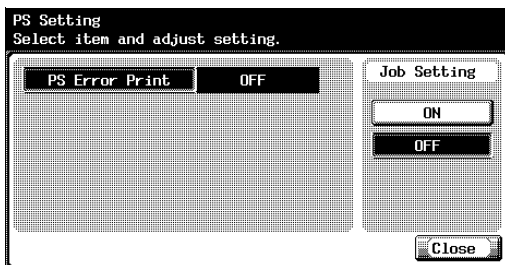 PS Setting
Select item and adjust setting.
PS Error Print OFF
Job Setting
ON
OFF
Close